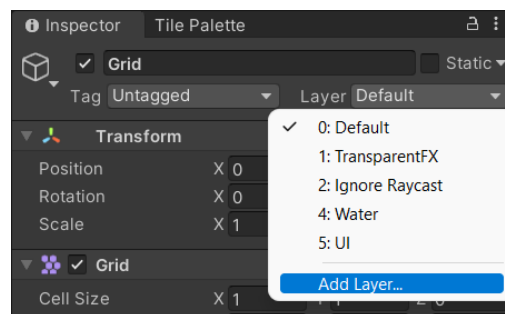 Inspector Tile Palette
Grid Static
Tag Untagged Layer Default
0: Default
Transform
1: TransparentFX
Position X 0
2: Ignore Raycast
Rotation X 0
4: Water
Scale X 1
5: UI
Grid
Add Layer...
Cell Size X 1